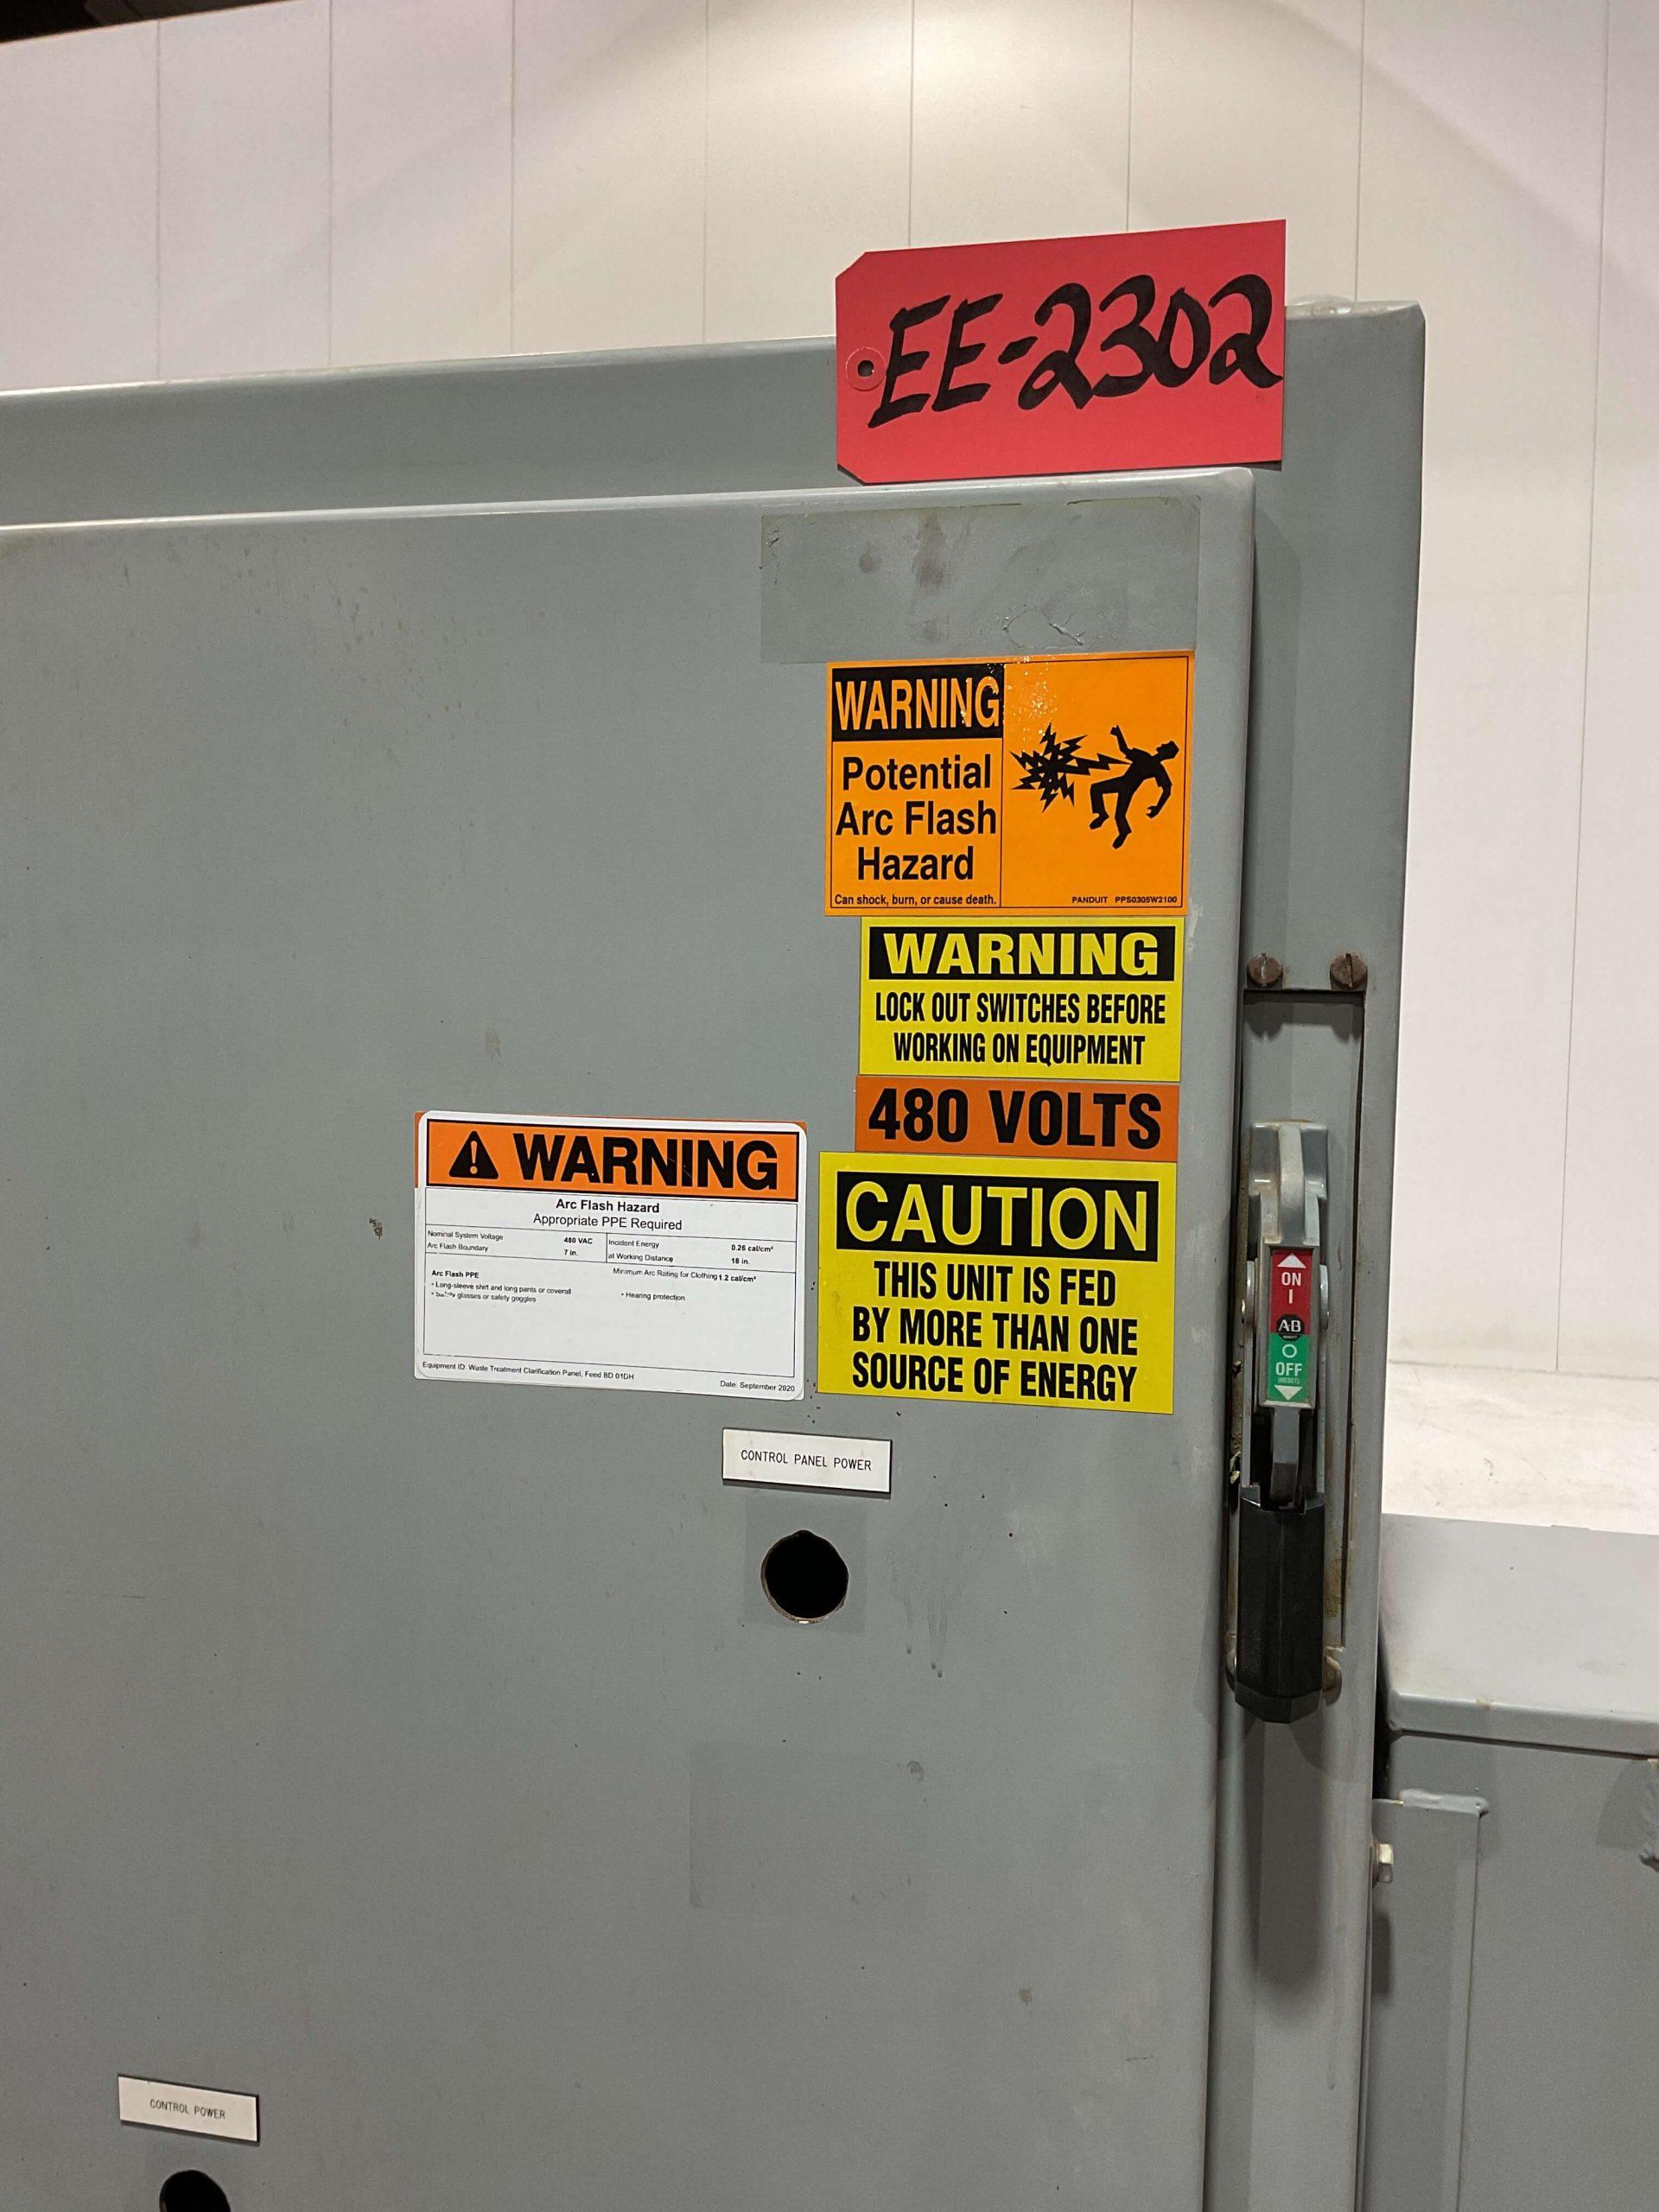 EE-2302
WARNING
Potential
Arc Flash
Hazard
Can shock, burn, or cause death.
PANDUIT PPS0305W2100
WARNING
LOCK OUT SWITCHES BEFORE
WORKING ON EQUIPMENT
480 VOLTS
CAUTION
THIS UNIT IS FED
BY MORE THAN ONE
SOURCE OF ENERGY
WARNING
Arc Flash Hazard
Appropriate PPE Required
Nominal System Voltage 480 VAC
Arc Flash Boundary 7 in.
Incident Energy 0.26 cal/cm²
at Working Distance 18 in.
Minimum Arc Rating for Clothing 1.2 cal/cm²
Arc Flash PPE
• Long-sleeve shirt and long pants or coverall
• glasses or safety goggles
• Hearing protection
Equipment ID: Waste Treatment Clarification Panel, Feed BD 01DH
Date: September 2020
ON
I
A-B
O
OFF
(RESET)
CONTROL PANEL POWER
CONTROL POWER